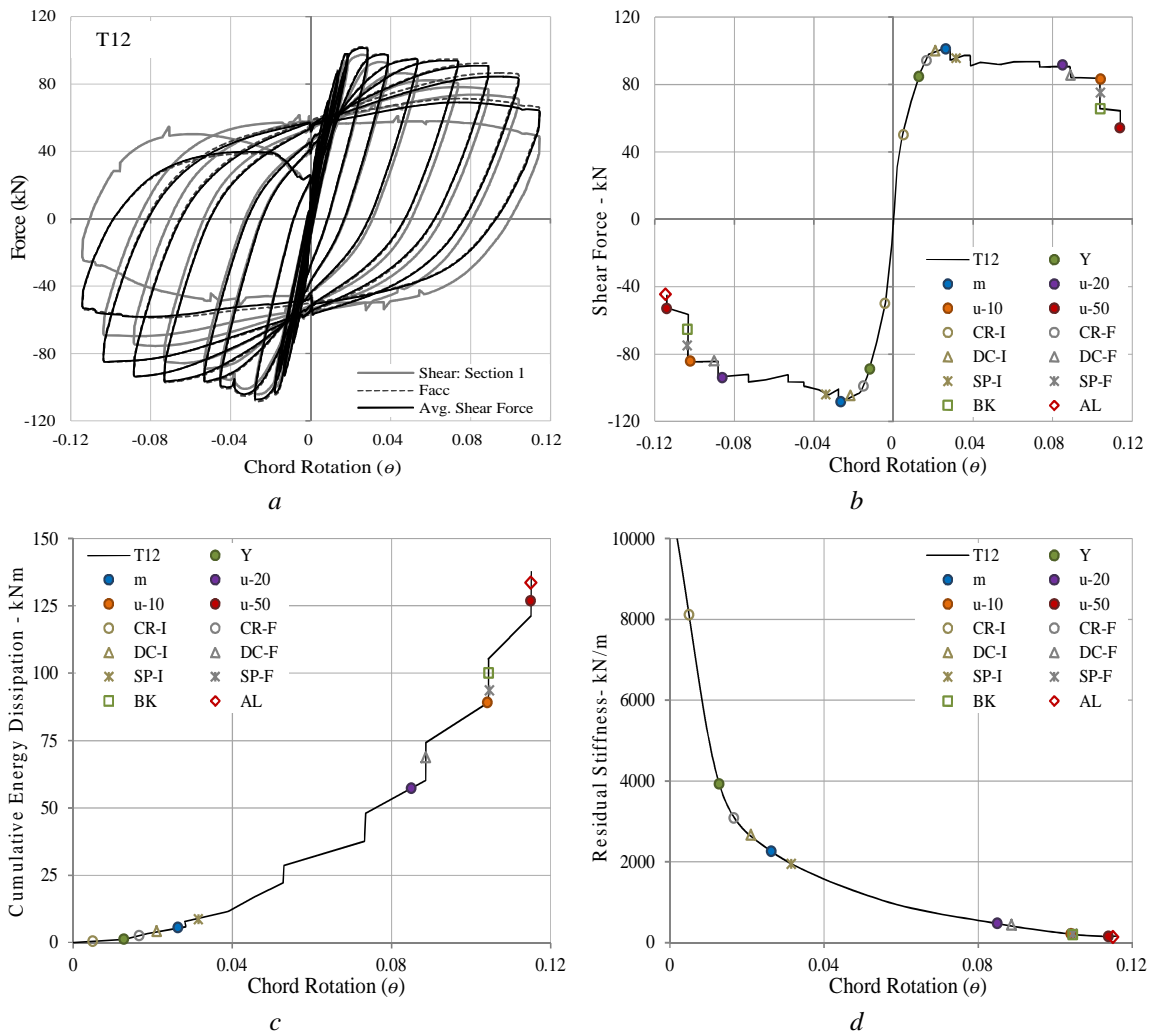 120
80
40
0
-40
-80
-120
Force (kN)
T12
Shear: Section 1
Facc
Avg. Shear Force
-0.12 -0.08 -0.04 0 0.04 0.08 0.12
Chord Rotation (ɵ)
a
120
80
40
0
-40
-80
-120
Shear Force - kN
T12 Y
m u-20
u-10 u-50
CR-I CR-F
DC-I DC-F
SP-I SP-F
BK AL
-0.12 -0.08 -0.04 0 0.04 0.08 0.12
Chord Rotation (ɵ)
b
150
125
100
75
50
25
0
Cumulative Energy Dissipation - kNm
T12 Y
m u-20
u-10 u-50
CR-I CR-F
DC-I DC-F
SP-I SP-F
BK AL
0 0.04 0.08 0.12
Chord Rotation (ɵ)
c
10000
8000
6000
4000
2000
0
Residual Stiffness- kN/m
T12 Y
m u-20
u-10 u-50
CR-I CR-F
DC-I DC-F
SP-I SP-F
BK AL
0 0.04 0.08 0.12
Chord Rotation (ɵ)
d